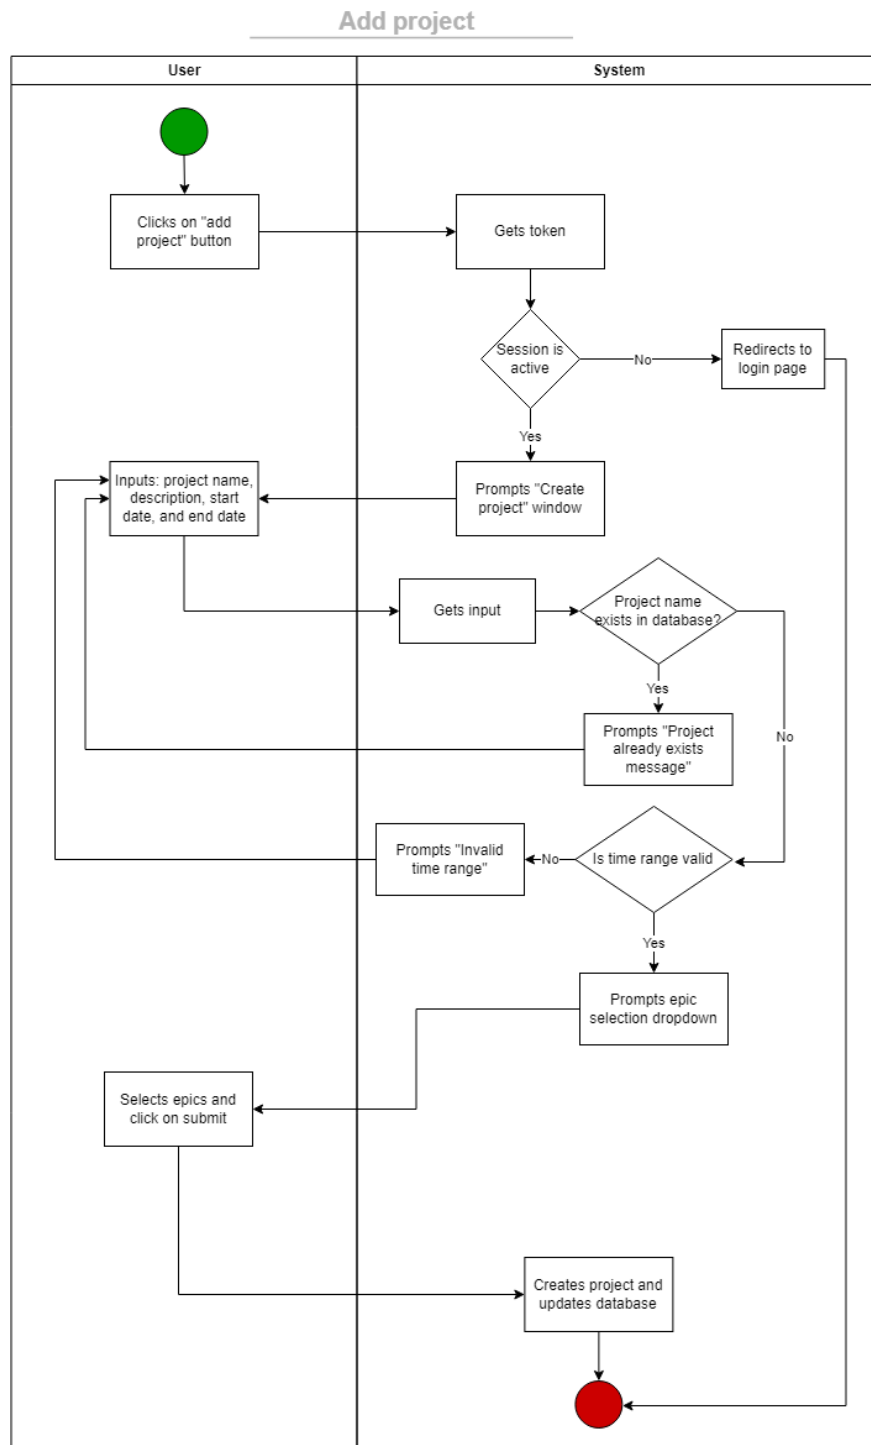 Add project
User
System
Clicks on "add
project" button
Gets token
Session is
active
No
Redirects to
login page
Yes
Inputs: project name,
description, start
date, and end date
Prompts "Create
project" window
Gets input
Project name
exists in database?
Yes
Prompts "Project
already exists
message"
No
Prompts "Invalid
time range"
No
Is time range valid
Yes
Prompts epic
selection dropdown
Selects epics and
click on submit
Creates project and
updates database